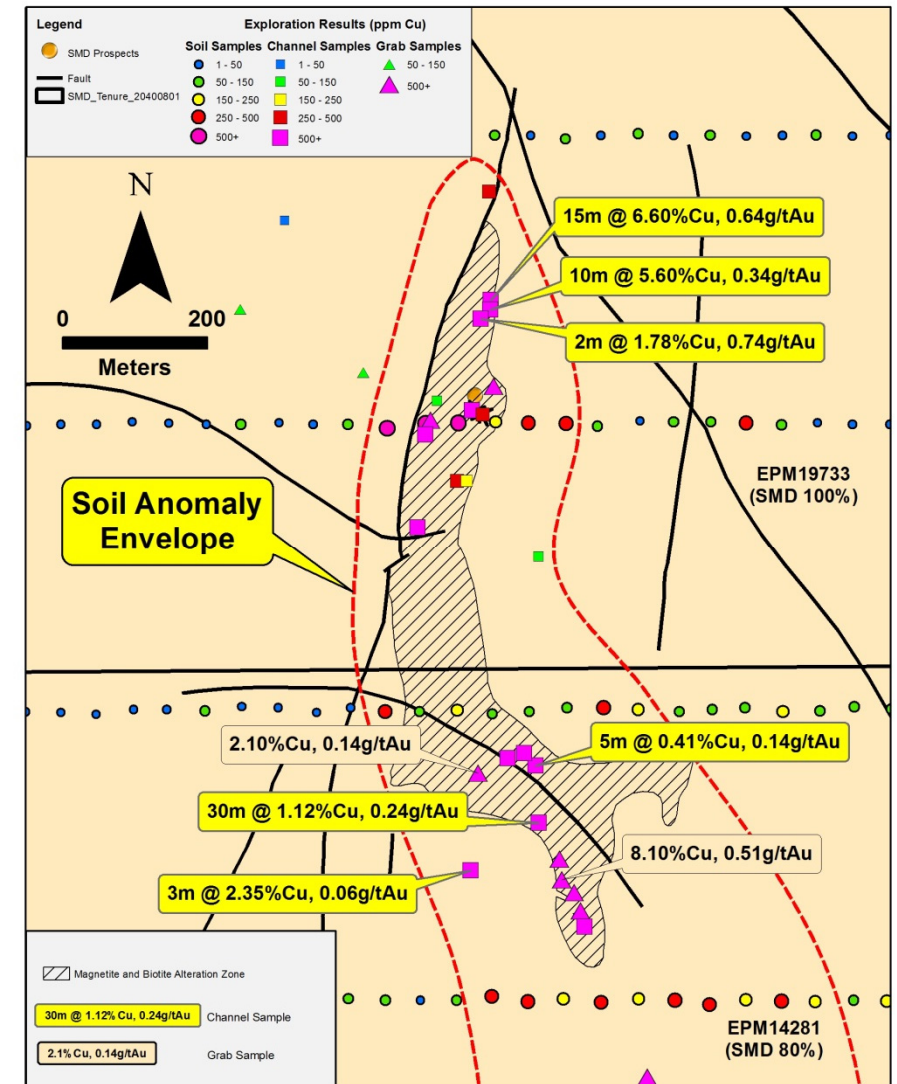 Legend
SMD Prospects
Fault
SMD_Tenure_20400801
Exploration Results (ppm Cu)
Soil Samples Channel Samples Grab Samples
1 - 50 1 - 50 50 - 150
50 - 150 50 - 150 500+
150 - 250 150 - 250
250 - 500 250 - 500
500+ 500+
N
0 200
Meters
15m @ 6.60%Cu, 0.64g/tAu
10m @ 5.60%Cu, 0.34g/tAu
2m @ 1.78%Cu, 0.74g/tAu
EPM19733
(SMD 100%)
Soil Anomaly
Envelope
2.10%Cu, 0.14g/tAu
5m @ 0.41%Cu, 0.14g/tAu
30m @ 1.12%Cu, 0.24g/tAu
8.10%Cu, 0.51g/tAu
3m @ 2.35%Cu, 0.06g/tAu
Magnetite and Biotite Alteration Zone
30m @ 1.12% Cu, 0.24g/tAu Channel Sample
2.1% Cu, 0.14g/tAu Grab Sample
EPM14281
(SMD 80%)